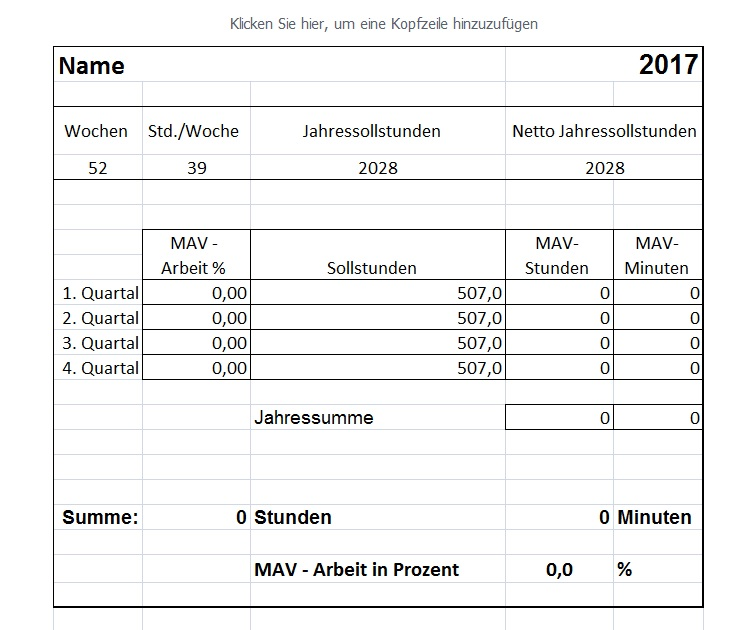 Klicken Sie hier, um eine Kopfzeile hinzuzufügen
Name 2017
Wochen Std./Woche Jahressollstunden Netto Jahressollstunden
52 39 2028 2028
MAV - MAV- MAV-
Arbeit % Sollstunden Stunden Minuten
1. Quartal 0,00 507,0 0 0
2. Quartal 0,00 507,0 0 0
3. Quartal 0,00 507,0 0 0
4. Quartal 0,00 507,0 0 0
Jahressumme 0 0
Summe: 0 Stunden 0 Minuten
MAV - Arbeit in Prozent 0,0 %